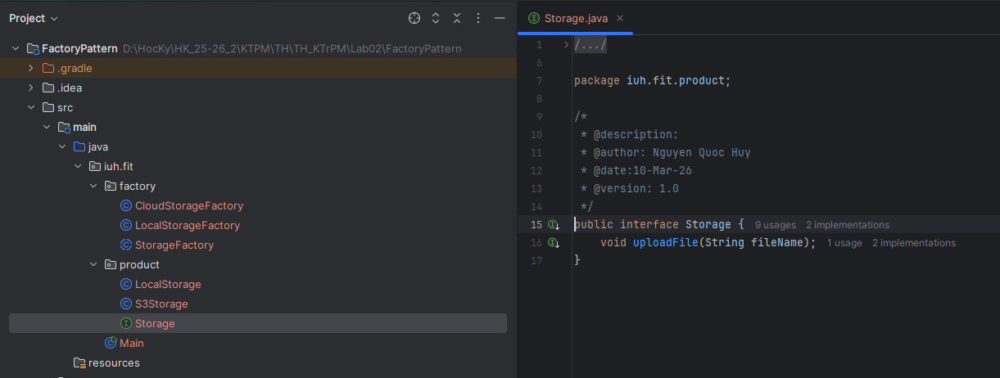 Project
FactoryPattern D:\HocKy\HK_25-26_2\KTPM\TH\TH_KTrPM\Lab02\FactoryPattern
.gradle
.idea
src
main
java
iuh.fit
factory
CloudStorageFactory
LocalStorageFactory
StorageFactory
product
LocalStorage
S3Storage
Storage
Main
resources
Storage.java
1 /.../
6
7 package iuh.fit.product;
8
9 /*
10 * @description:
11 * @author: Nguyen Quoc Huy
12 * @date:10-Mar-26
13 * @version: 1.0
14 */
15 public interface Storage { 9 usages 2 implementations
16 void uploadFile(String fileName); 1 usage 2 implementations
17 }